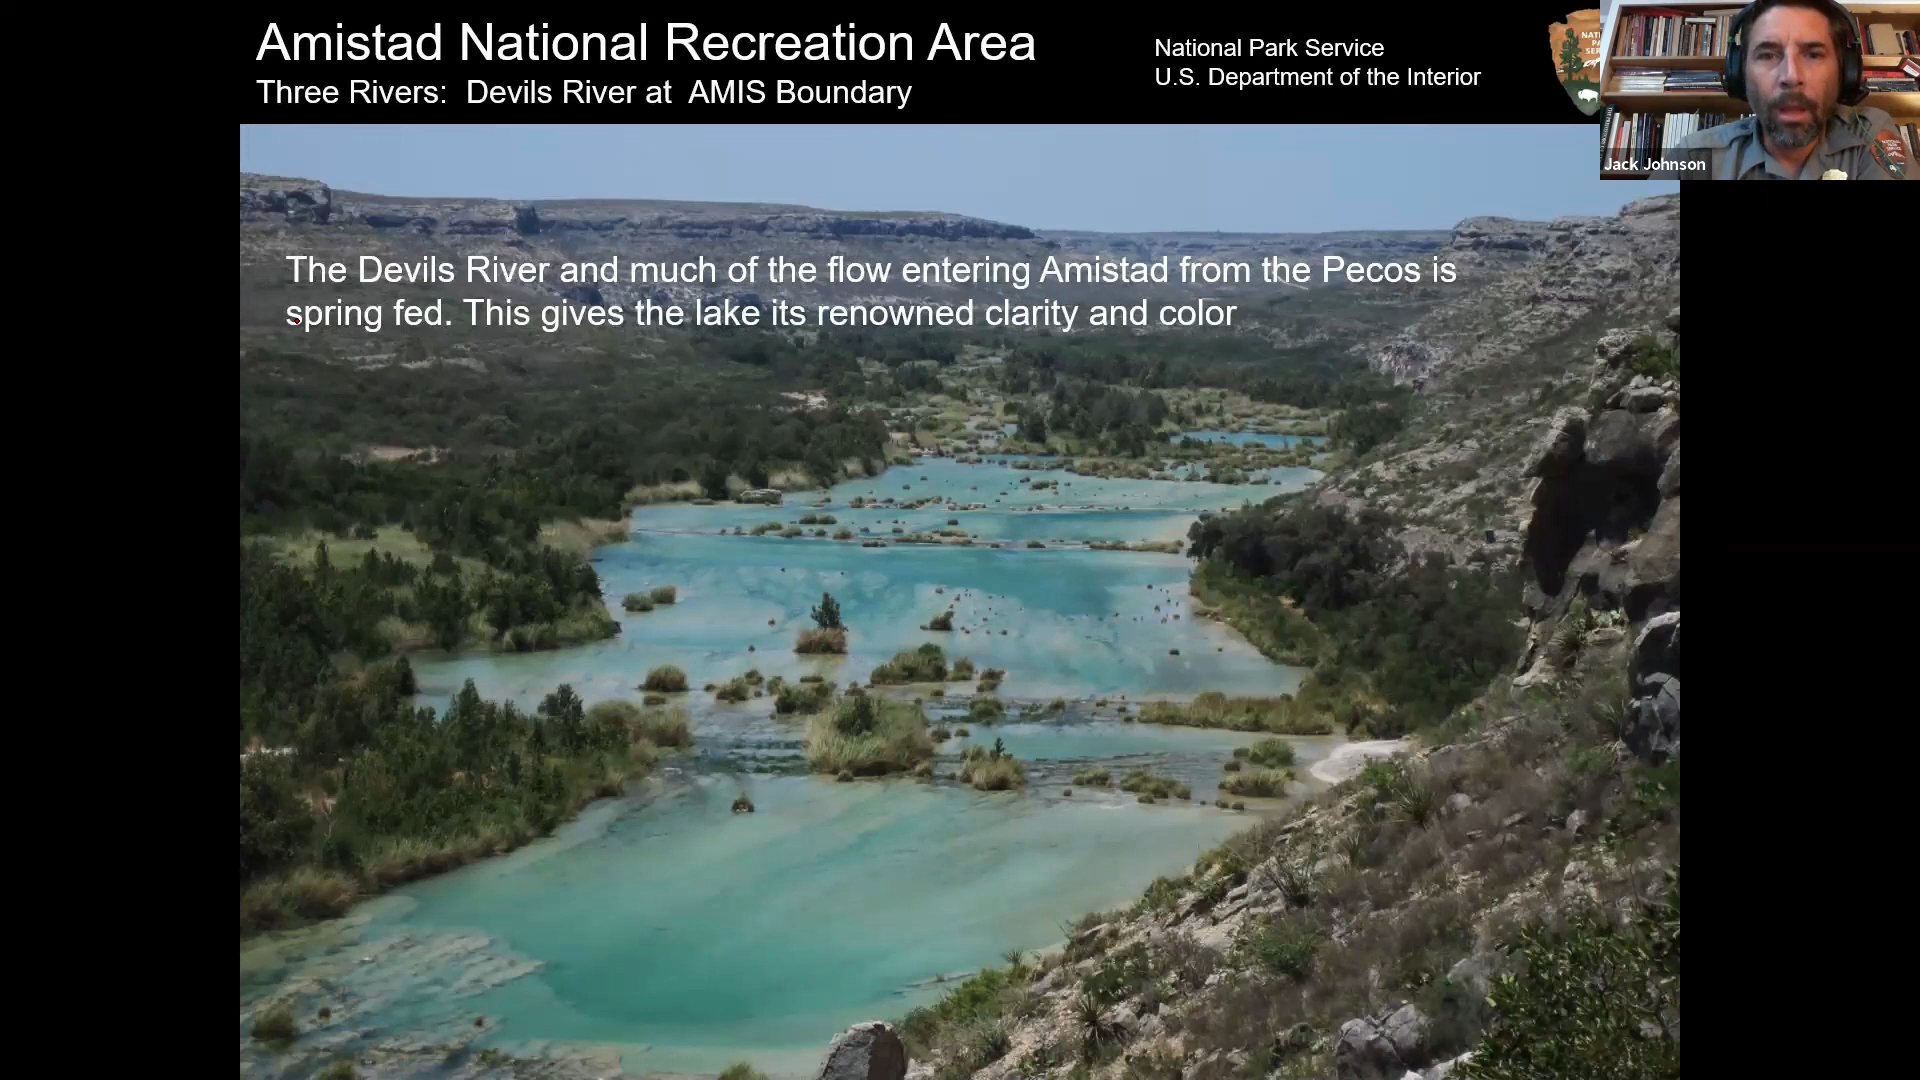 Amistad National Recreation Area
Three Rivers:  Devils River at  AMIS Boundary
National Park Service
U.S. Department of the Interior
The Devils River and much of the flow entering Amistad from the Pecos is
spring fed. This gives the lake its renowned clarity and color
Jack Johnson